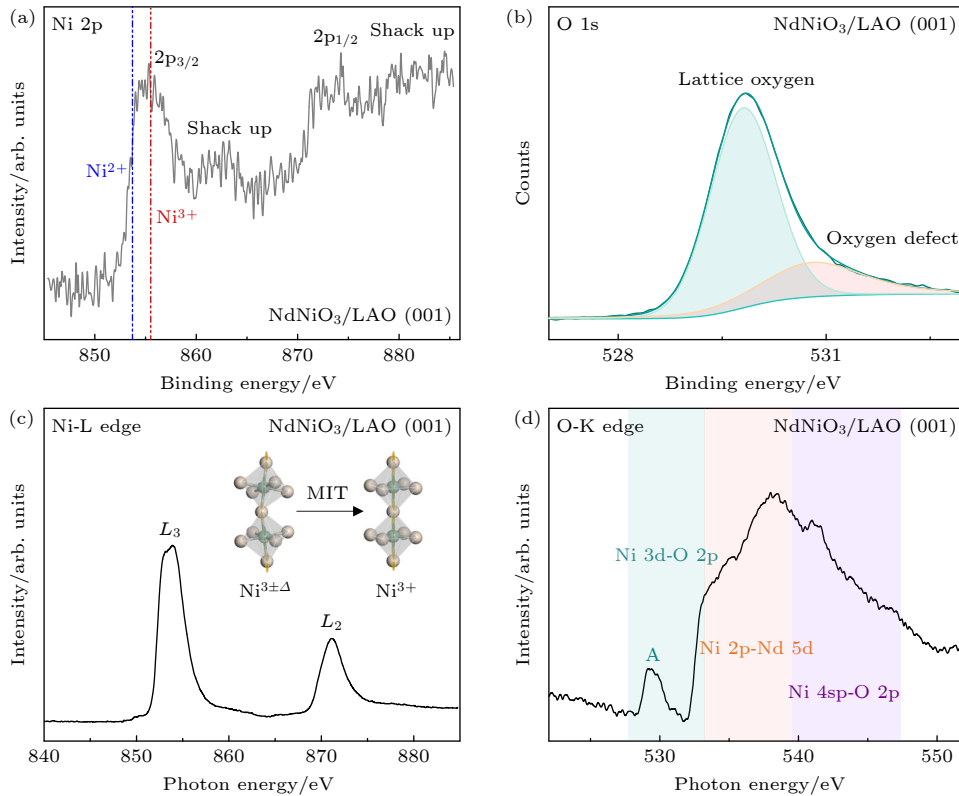 (a)
Ni 2p
2p3/2
2p1/2
Shack up
Shack up
Ni2+
Ni3+
NdNiO3/LAO (001)
Intensity/arb. units
850
860
870
880
Binding energy/eV
(b)
O 1s
NdNiO3/LAO (001)
Lattice oxygen
Oxygen defect
Counts
528
531
Binding energy/eV
(c)
Ni-L edge
NdNiO3/LAO (001)
MIT
L3
Ni3±Δ
Ni3+
L2
Intensity/arb. units
840
850
860
870
880
Photon energy/eV
(d)
O-K edge
NdNiO3/LAO (001)
Ni 3d-O 2p
A
Ni 2p-Nd 5d
Ni 4sp-O 2p
Intensity/arb. units
530
540
550
Photon energy/eV